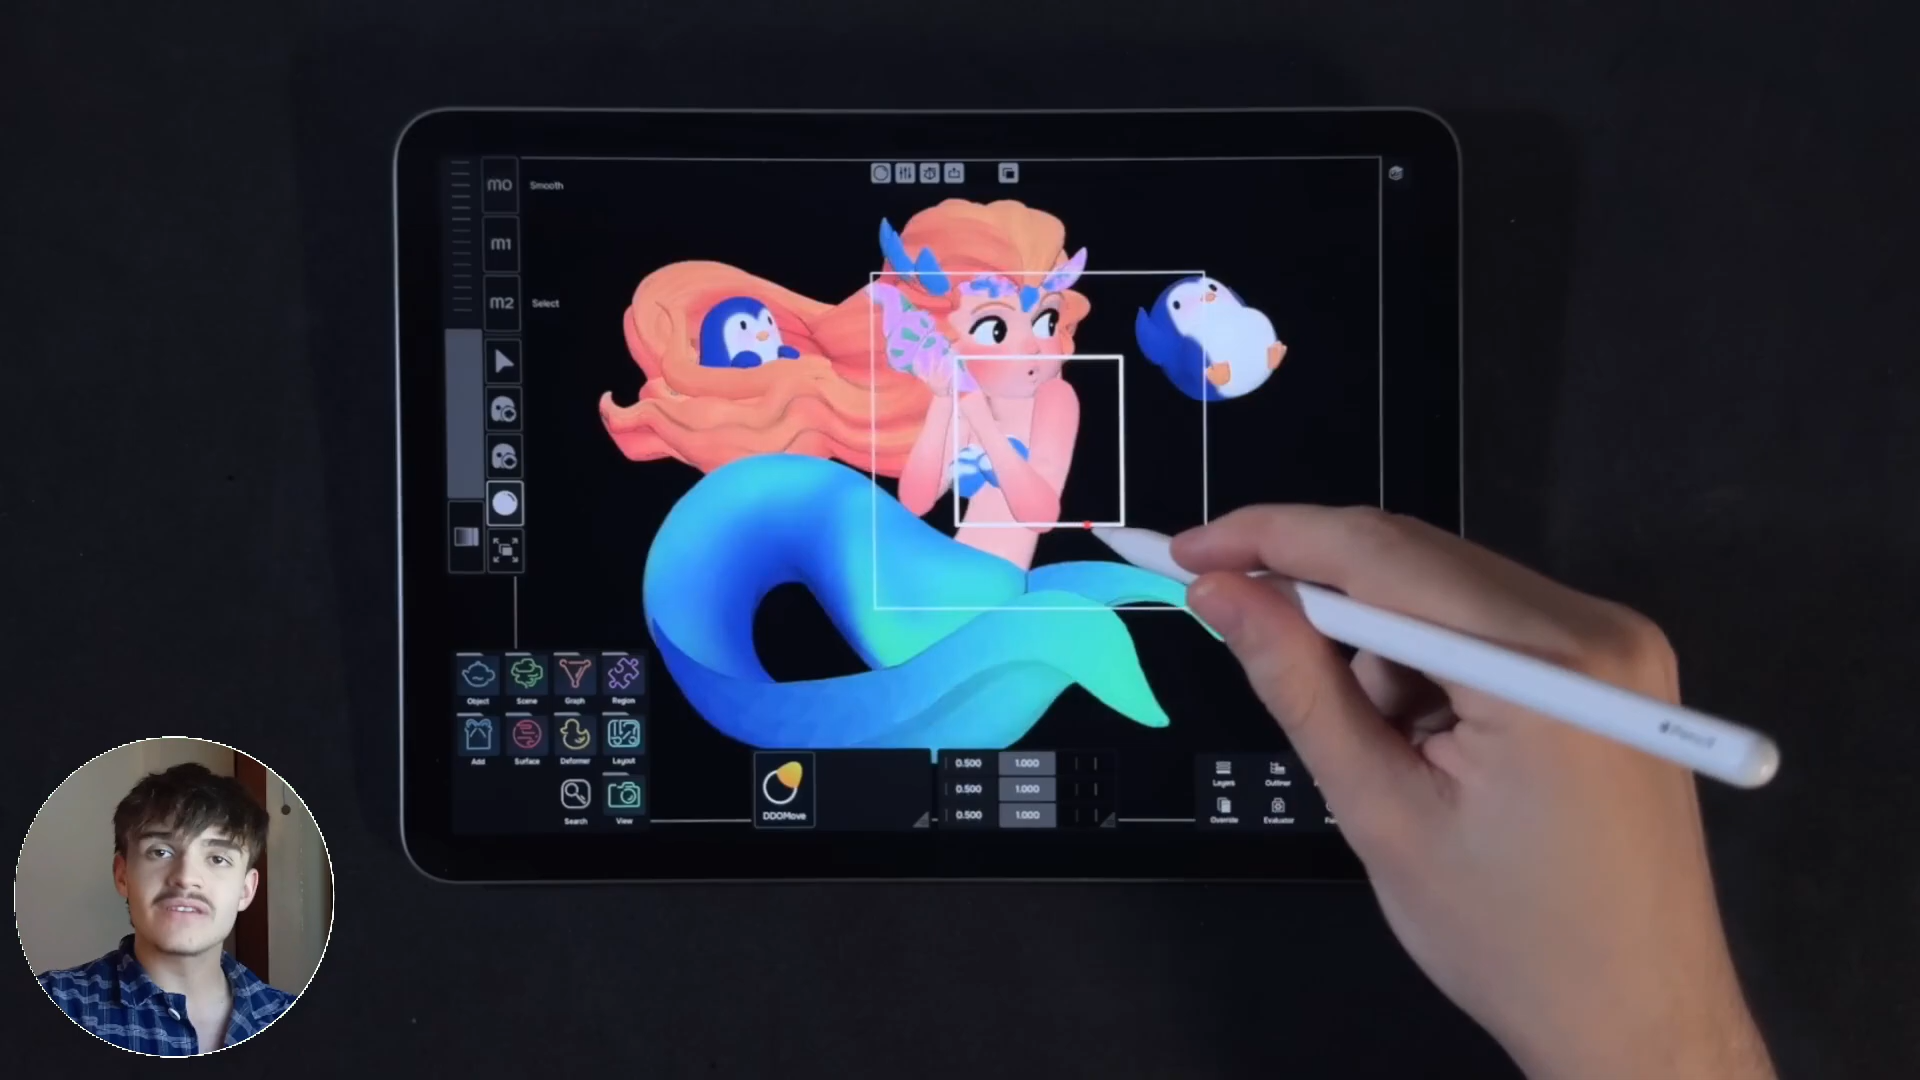 m0 Smooth
m1
m2 Select
Object Scene Graph Region
Add Surface Deformer Layout
Search View
DDOMove
0.500 1.000
0.500 1.000
0.500 1.000
Layers Outliner
Override Evaluator